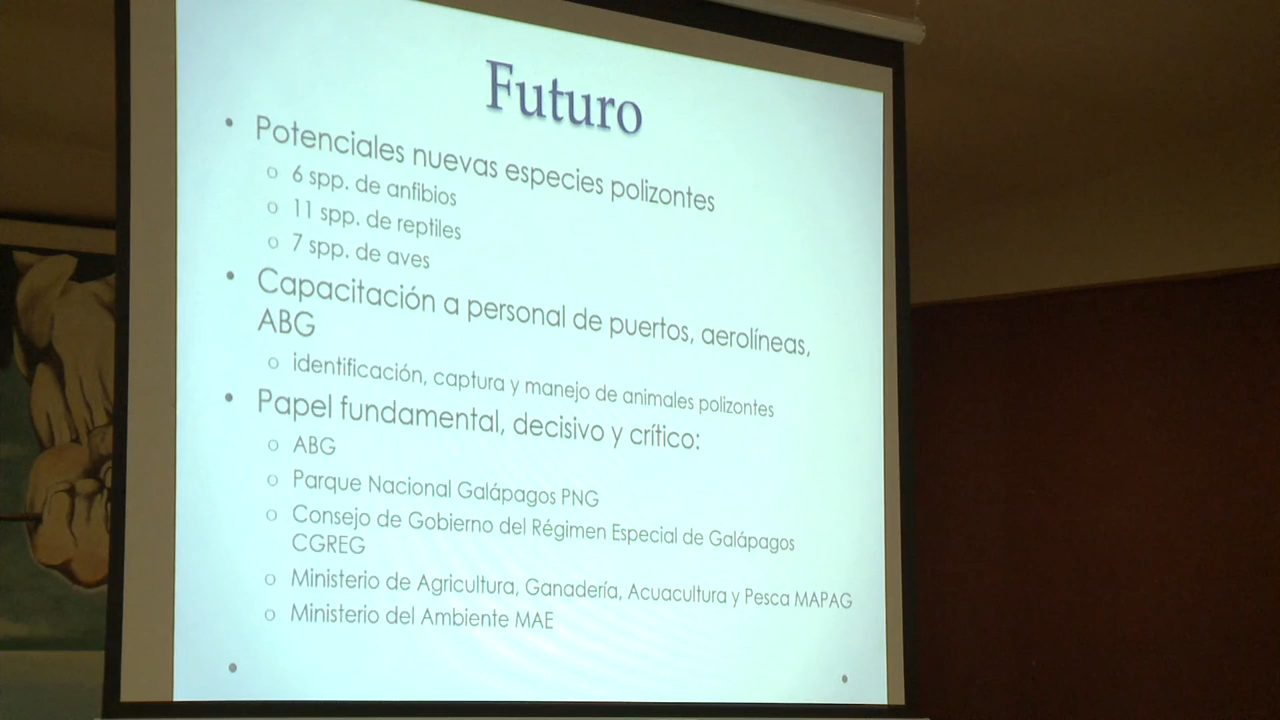 Futuro
• Potenciales nuevas especies polizontes
o 6 spp. de anfibios
o 11 spp. de reptiles
o 7 spp. de aves
• Capacitación a personal de puertos, aerolíneas,
ABG
o identificación, captura y manejo de animales polizontes
• Papel fundamental, decisivo y crítico:
o ABG
o Parque Nacional Galápagos PNG
o Consejo de Gobierno del Régimen Especial de Galápagos
CGREG
o Ministerio de Agricultura, Ganadería, Acuacultura y Pesca MAPAG
o Ministerio del Ambiente MAE